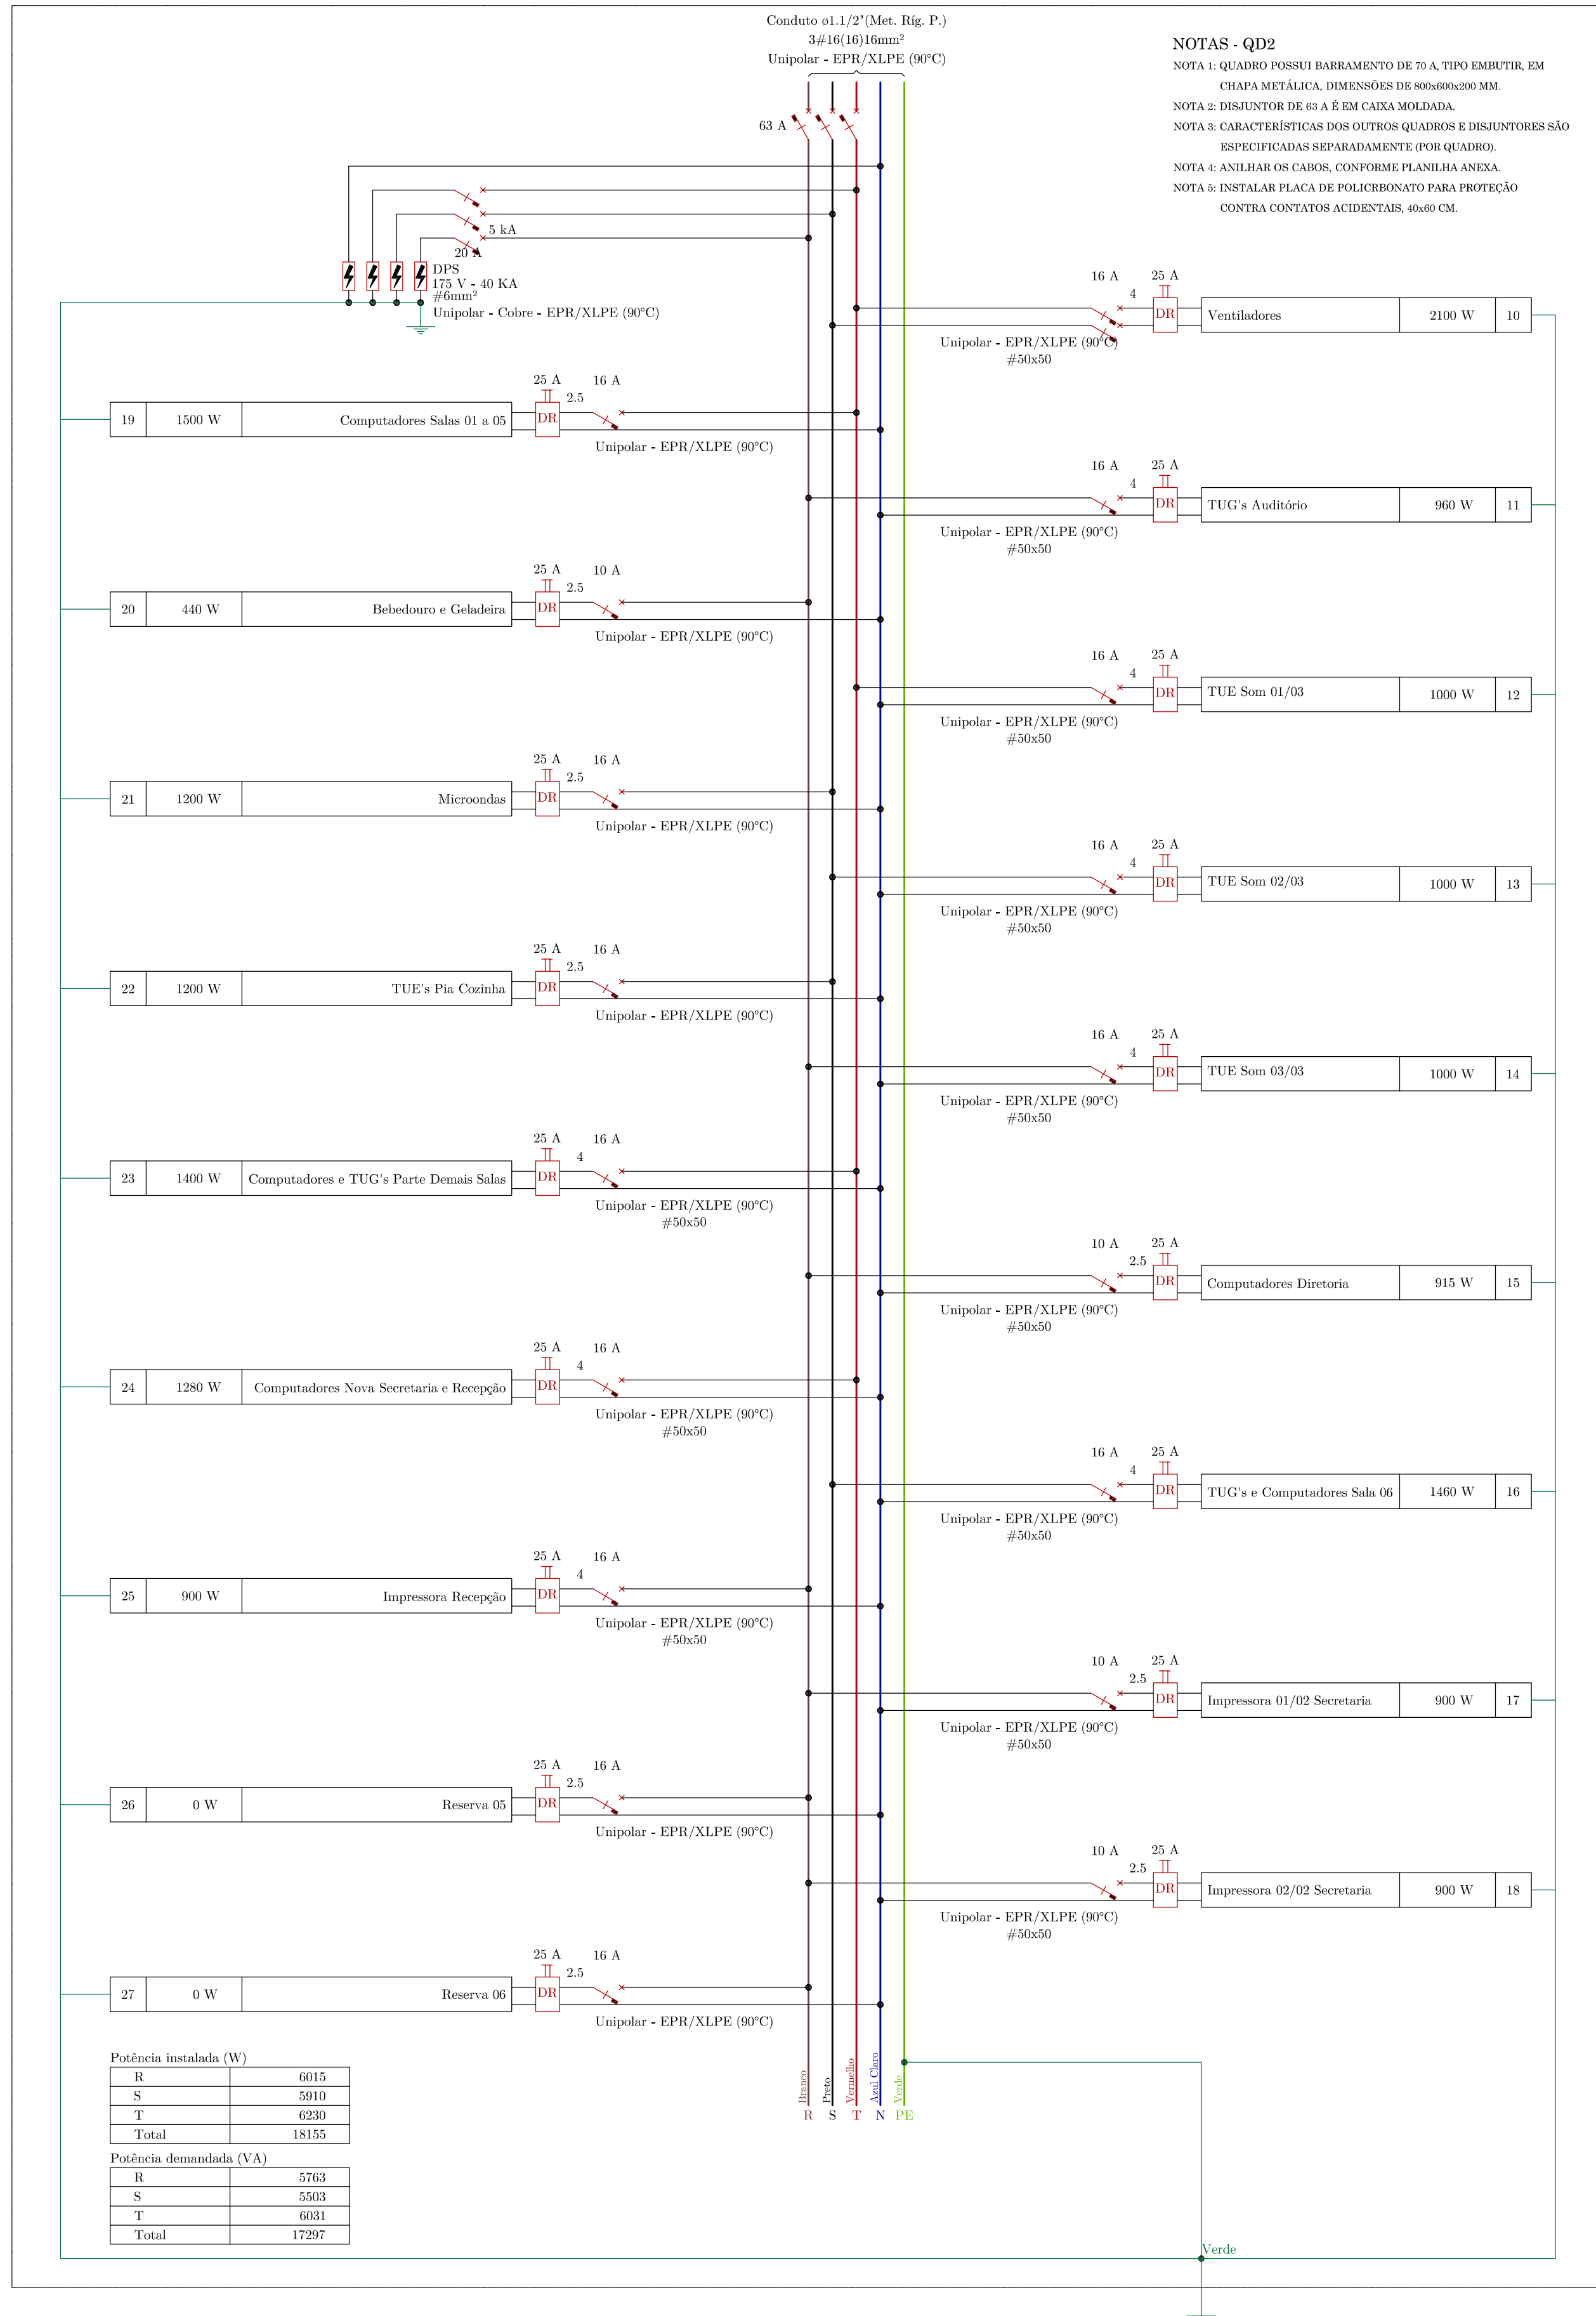 Conduto ø1.1/2"(Met. Ríg. P.)
3#16(16)16mm²
Unipolar - EPR/XLPE (90°C)
63 A
NOTAS - QD2
NOTA 1: QUADRO POSSUI BARRAMENTO DE 70 A, TIPO EMBUTIR, EM
CHAPA METÁLICA, DIMENSÕES DE 800x600x200 MM.
NOTA 2: DISJUNTOR DE 63 A É EM CAIXA MOLDADA.
NOTA 3: CARACTERÍSTICAS DOS OUTROS QUADROS E DISJUNTORES SÃO
ESPECIFICADAS SEPARADAMENTE (POR QUADRO).
NOTA 4: ANILHAR OS CABOS, CONFORME PLANILHA ANEXA.
NOTA 5: INSTALAR PLACA DE POLICRBONATO PARA PROTEÇÃO
CONTRA CONTATOS ACIDENTAIS, 40x60 CM.
5 kA
20 A
DPS
175 V - 40 KA
#6mm²
Unipolar - Cobre - EPR/XLPE (90°C)
16 A 25 A
4
DR Ventiladores 2100 W 10
Unipolar - EPR/XLPE (90°C)
#50x50
25 A 16 A
2.5
19 1500 W Computadores Salas 01 a 05 DR
Unipolar - EPR/XLPE (90°C)
16 A 25 A
4
DR TUG's Auditório 960 W 11
Unipolar - EPR/XLPE (90°C)
#50x50
25 A 10 A
2.5
20 440 W Bebedouro e Geladeira DR
Unipolar - EPR/XLPE (90°C)
16 A 25 A
4
DR TUE Som 01/03 1000 W 12
Unipolar - EPR/XLPE (90°C)
#50x50
25 A 16 A
2.5
21 1200 W Microondas DR
Unipolar - EPR/XLPE (90°C)
16 A 25 A
4
DR TUE Som 02/03 1000 W 13
Unipolar - EPR/XLPE (90°C)
#50x50
25 A 16 A
2.5
22 1200 W TUE's Pia Cozinha DR
Unipolar - EPR/XLPE (90°C)
16 A 25 A
4
DR TUE Som 03/03 1000 W 14
Unipolar - EPR/XLPE (90°C)
#50x50
25 A 16 A
4
23 1400 W Computadores e TUG's Parte Demais Salas DR
Unipolar - EPR/XLPE (90°C)
#50x50
10 A 25 A
2.5
DR Computadores Diretoria 915 W 15
Unipolar - EPR/XLPE (90°C)
#50x50
25 A 16 A
4
24 1280 W Computadores Nova Secretaria e Recepção DR
Unipolar - EPR/XLPE (90°C)
#50x50
16 A 25 A
4
DR TUG's e Computadores Sala 06 1460 W 16
Unipolar - EPR/XLPE (90°C)
#50x50
25 A 16 A
4
25 900 W Impressora Recepção DR
Unipolar - EPR/XLPE (90°C)
#50x50
10 A 25 A
2.5
DR Impressora 01/02 Secretaria 900 W 17
Unipolar - EPR/XLPE (90°C)
#50x50
25 A 16 A
2.5
26 0 W Reserva 05 DR
Unipolar - EPR/XLPE (90°C)
10 A 25 A
2.5
DR Impressora 02/02 Secretaria 900 W 18
Unipolar - EPR/XLPE (90°C)
#50x50
25 A 16 A
2.5
27 0 W Reserva 06 DR
Unipolar - EPR/XLPE (90°C)
Branco Preto Vermelho Azul Claro Verde
R S T N PE
Potência instalada (W)
R 6015
S 5910
T 6230
Total 18155
Potência demandada (VA)
R 5763
S 5503
T 6031
Total 17297
Verde